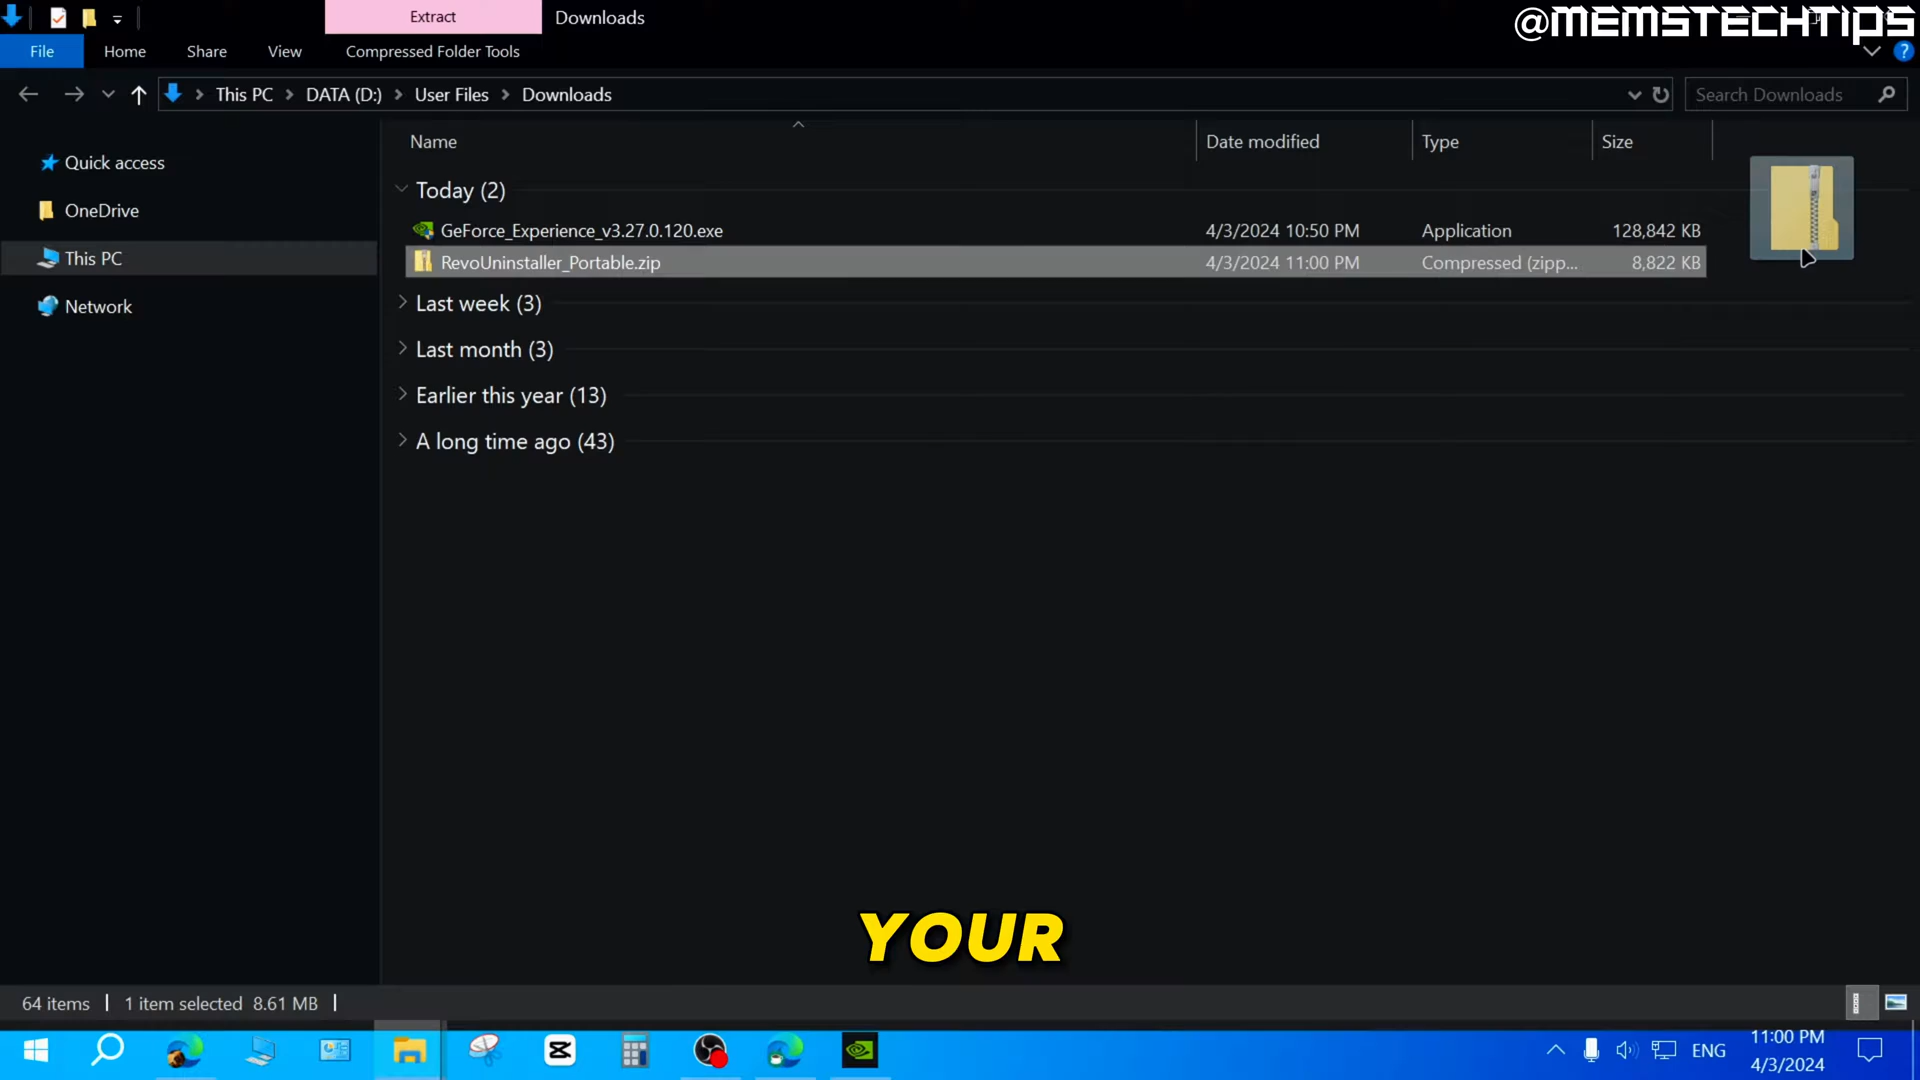 Extract
Downloads
@MEMSTECHTIPS
File
Home
Share
View
Compressed Folder Tools
?
This PC
DATA (D:)
User Files
Downloads
Search Downloads
Name
Date modified
Type
Size
Quick access
OneDrive
This PC
Network
Today (2)
GeForce_Experience_v3.27.0.120.exe 4/3/2024 10:50 PM Application 128,842 KB
RevoUninstaller_Portable.zip 4/3/2024 11:00 PM Compressed (zipp... 8,822 KB
Last week (3)
Last month (3)
Earlier this year (13)
A long time ago (43)
YOUR
64 items
1 item selected 8.61 MB
ENG
11:00 PM
4/3/2024